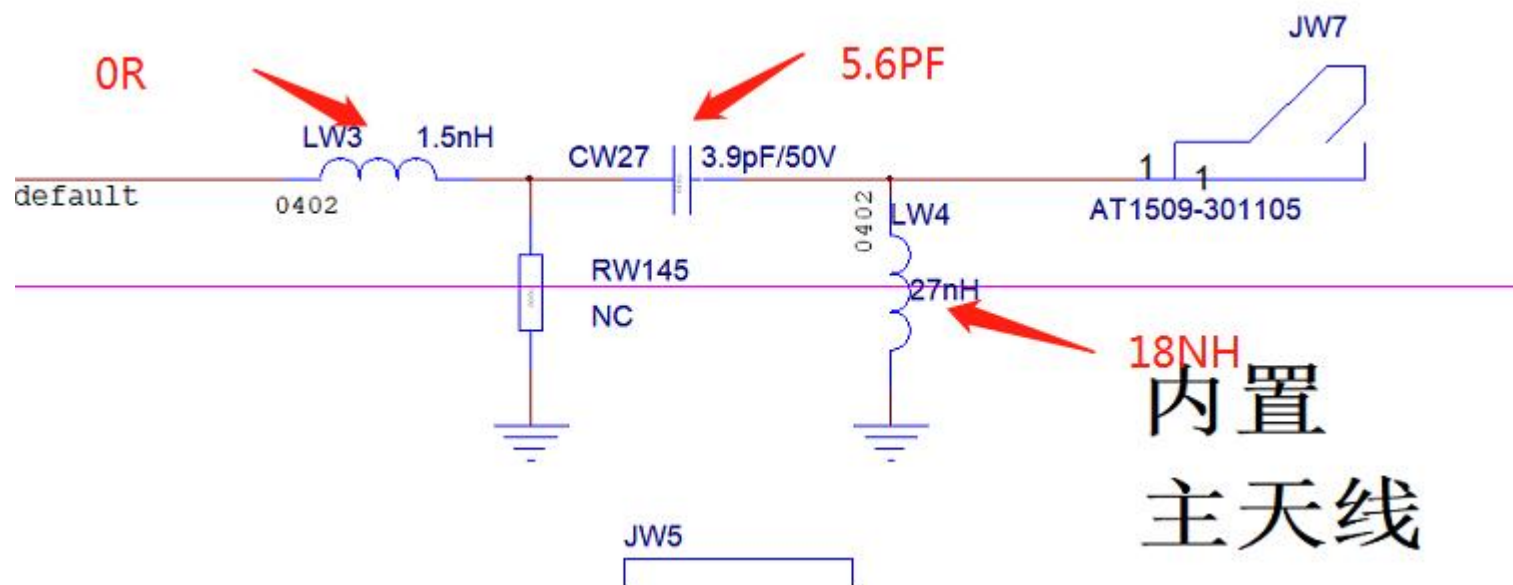 JW7
0R
5.6PF
LW3
1.5nH
CW27
3.9pF/50V
1
1
default
0402
0402
LW4
AT1509-301105
RW145
27nH
NC
18NH
内置
主天线
JW5